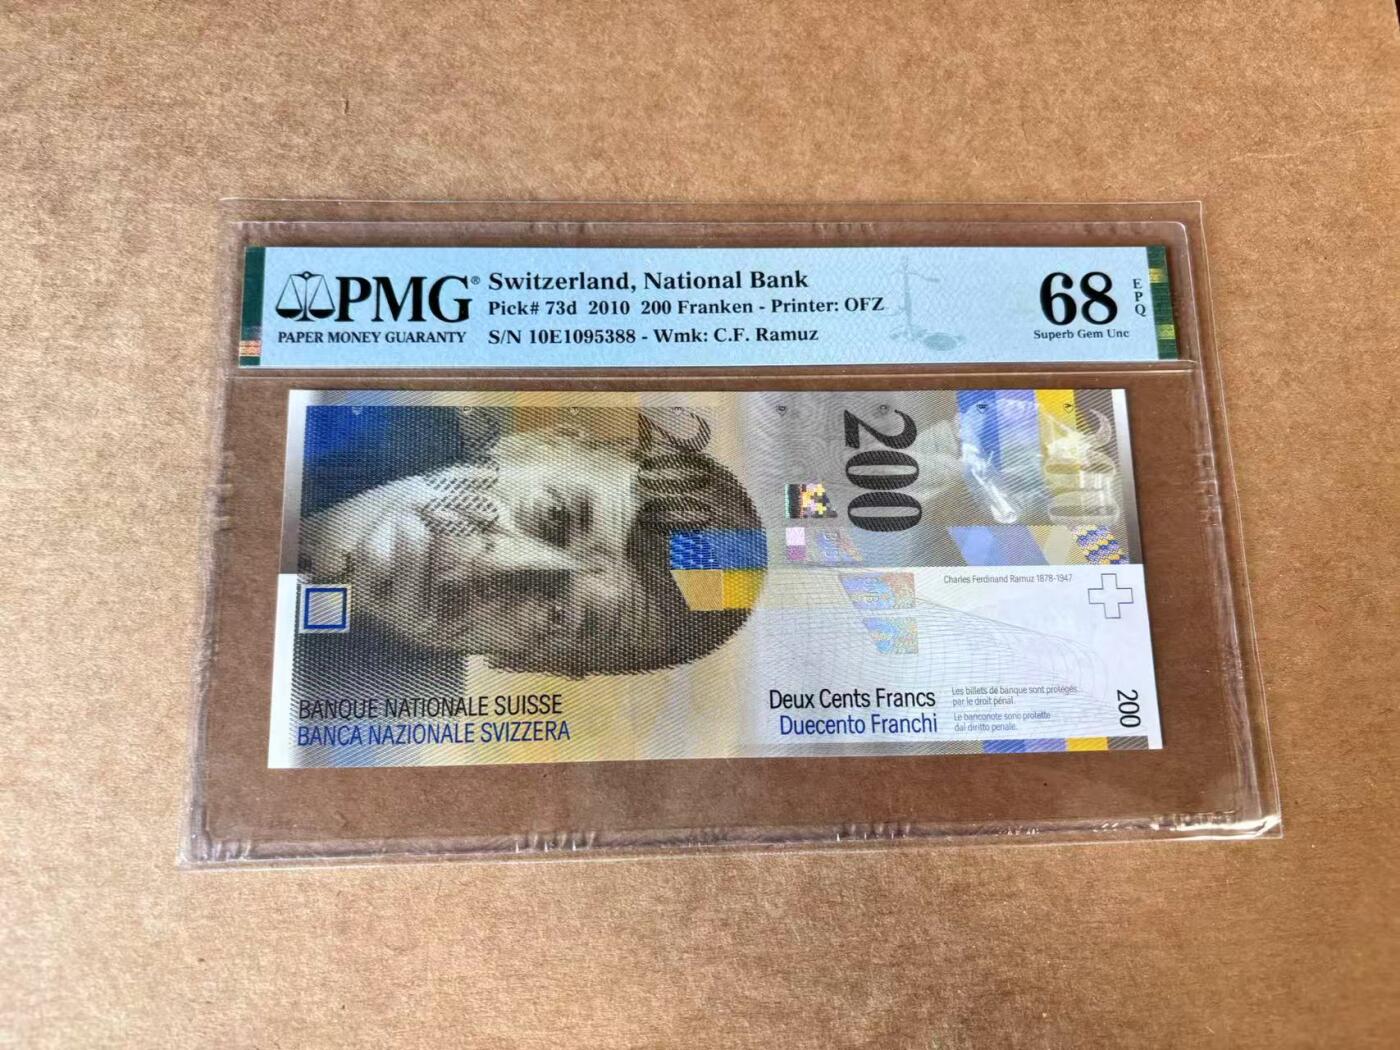 PMG®
PAPER MONEY GUARANTY
Switzerland, National Bank
Pick# 73d 2010 200 Franken - Printer: OFZ
S/N 10E1095388 - Wmk: C.F. Ramuz
68
EPQ
Superb Gem Unc
200
200
Charles Ferdinand Ramuz 1878-1947
BANQUE NATIONALE SUISSE
BANCA NAZIONALE SVIZZERA
Deux Cents Francs
Duecento Franchi
Les billets de banque sont protégés
par le droit pénal.
Le banconote sono protette
dal diritto penale.
200